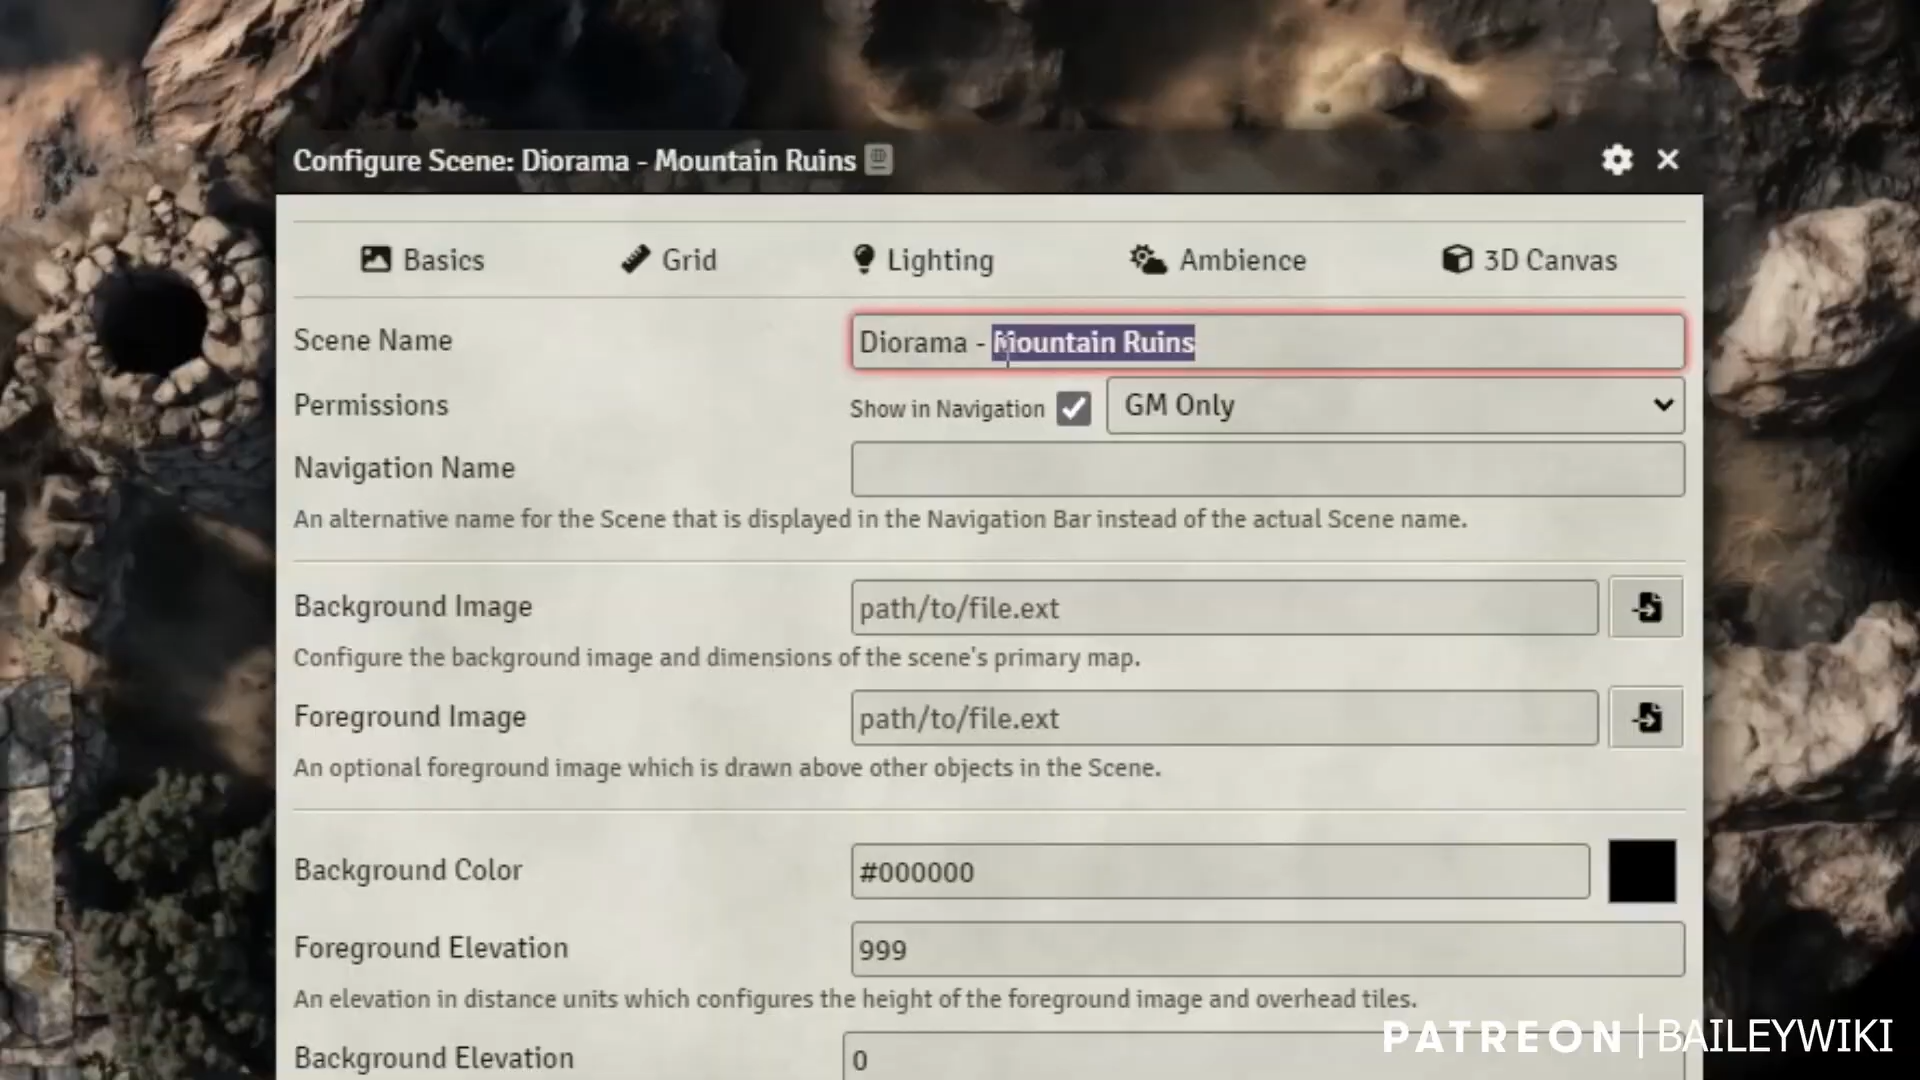 Configure Scene: Diorama - Mountain Ruins
Basics Grid Lighting Ambience 3D Canvas
Scene Name Diorama - Mountain Ruins
Permissions Show in Navigation GM Only
Navigation Name
An alternative name for the Scene that is displayed in the Navigation Bar instead of the actual Scene name.
Background Image path/to/file.ext
Configure the background image and dimensions of the scene's primary map.
Foreground Image path/to/file.ext
An optional foreground image which is drawn above other objects in the Scene.
Background Color #000000
Foreground Elevation 999
An elevation in distance units which configures the height of the foreground image and overhead tiles.
Background Elevation 0
PATREON | BAILEYWIKI